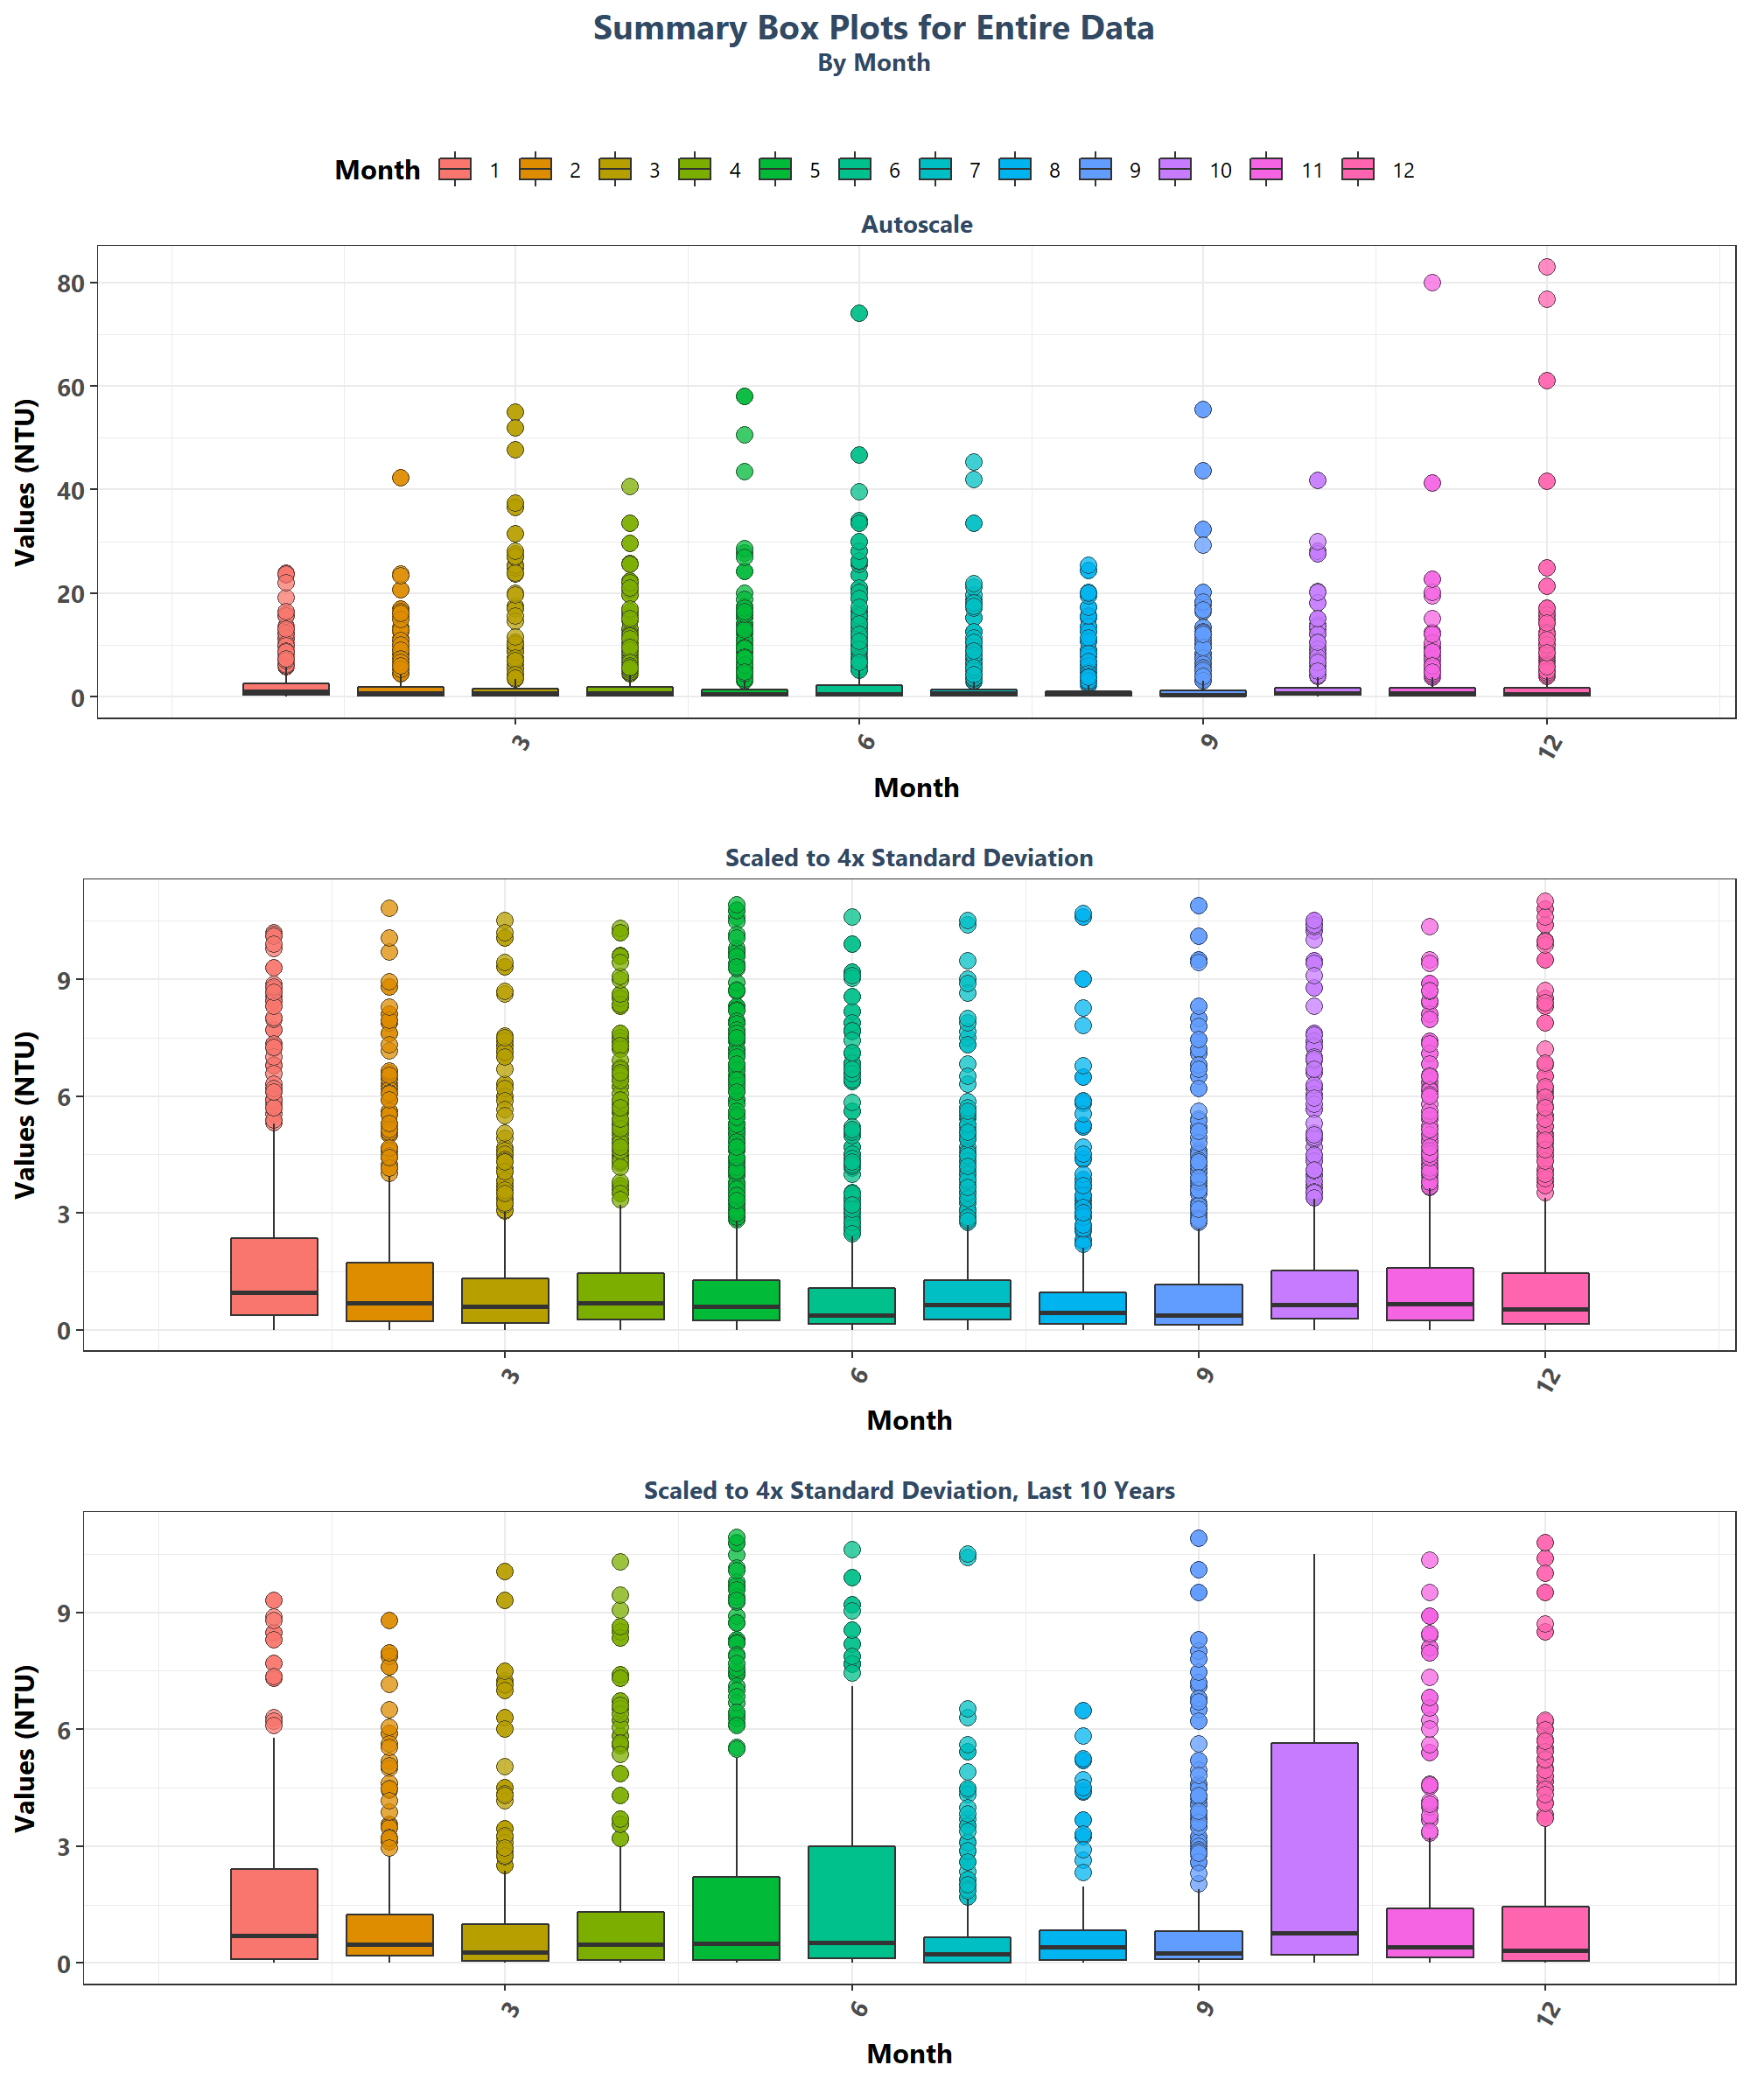 Summary Box Plots for Entire Data
By Month
Month 1 2 3 4 5 6 7 8 9 10 11 12
Autoscale
Values (NTU)
80
60
40
20
0
3 6 9 12
Month
Scaled to 4x Standard Deviation
Values (NTU)
9
6
3
0
3 6 9 12
Month
Scaled to 4x Standard Deviation, Last 10 Years
Values (NTU)
9
6
3
0
3 6 9 12
Month